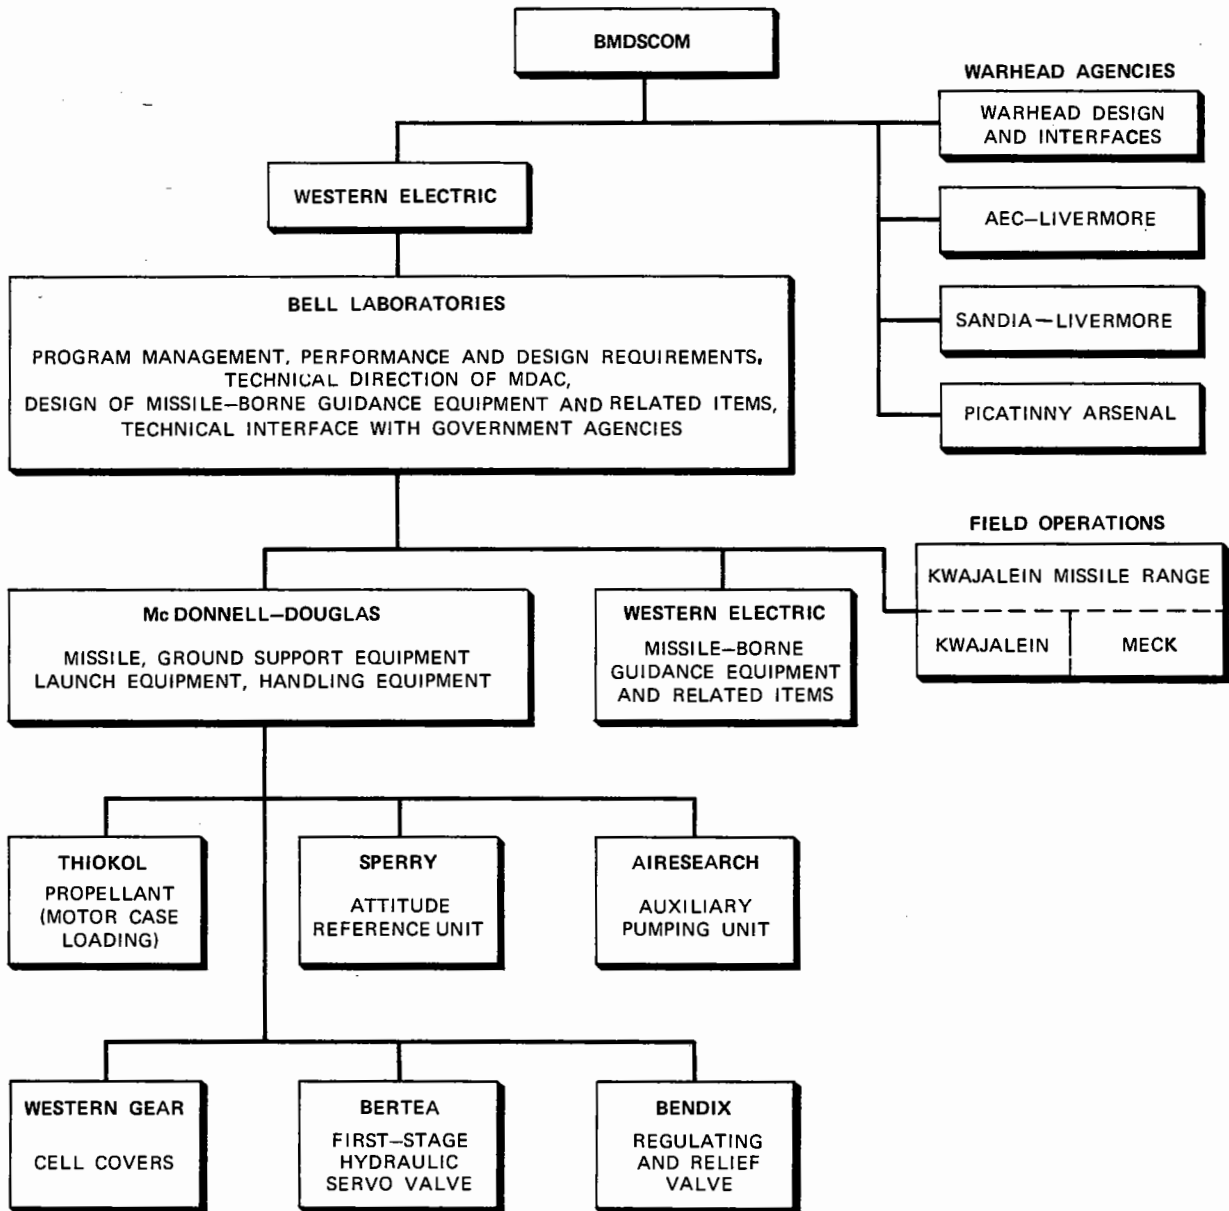 BMDSCOM
WARHEAD AGENCIES
WARHEAD DESIGN
AND INTERFACES
WESTERN ELECTRIC
AEC–LIVERMORE
SANDIA–LIVERMORE
PICATINNY ARSENAL
BELL LABORATORIES
PROGRAM MANAGEMENT, PERFORMANCE AND DESIGN REQUIREMENTS,
TECHNICAL DIRECTION OF MDAC,
DESIGN OF MISSILE–BORNE GUIDANCE EQUIPMENT AND RELATED ITEMS,
TECHNICAL INTERFACE WITH GOVERNMENT AGENCIES
FIELD OPERATIONS
KWAJALEIN MISSILE RANGE
KWAJALEIN
MECK
Mc DONNELL–DOUGLAS
MISSILE, GROUND SUPPORT EQUIPMENT
LAUNCH EQUIPMENT, HANDLING EQUIPMENT
WESTERN ELECTRIC
MISSILE–BORNE
GUIDANCE EQUIPMENT
AND RELATED ITEMS
THIOKOL
PROPELLANT
(MOTOR CASE
LOADING)
SPERRY
ATTITUDE
REFERENCE UNIT
AIRESEARCH
AUXILIARY
PUMPING UNIT
WESTERN GEAR
CELL COVERS
BERTEA
FIRST–STAGE
HYDRAULIC
SERVO VALVE
BENDIX
REGULATING
AND RELIEF
VALVE